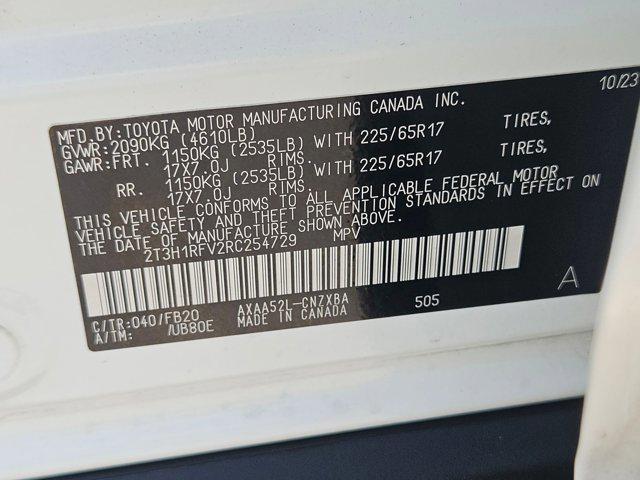 10/23
MFD.BY:TOYOTA MOTOR MANUFACTURING CANADA INC.
GVWR:2090KG (4610LB)
GAWR:FRT. 1150KG (2535LB) WITH 225/65R17 TIRES,
17X7.0J RIMS.
RR. 1150KG (2535LB) WITH 225/65R17 TIRES,
17X7.0J RIMS.
THIS VEHICLE CONFORMS TO ALL APPLICABLE FEDERAL MOTOR
VEHICLE SAFETY AND THEFT PREVENTION STANDARDS IN EFFECT ON
THE DATE OF MANUFACTURE SHOWN ABOVE.
2T3H1RFV2RC254729 MPV
C/TR:040/FB20 AXAA52L-CNZXBA 505 A
A/TM: /UB80E MADE IN CANADA